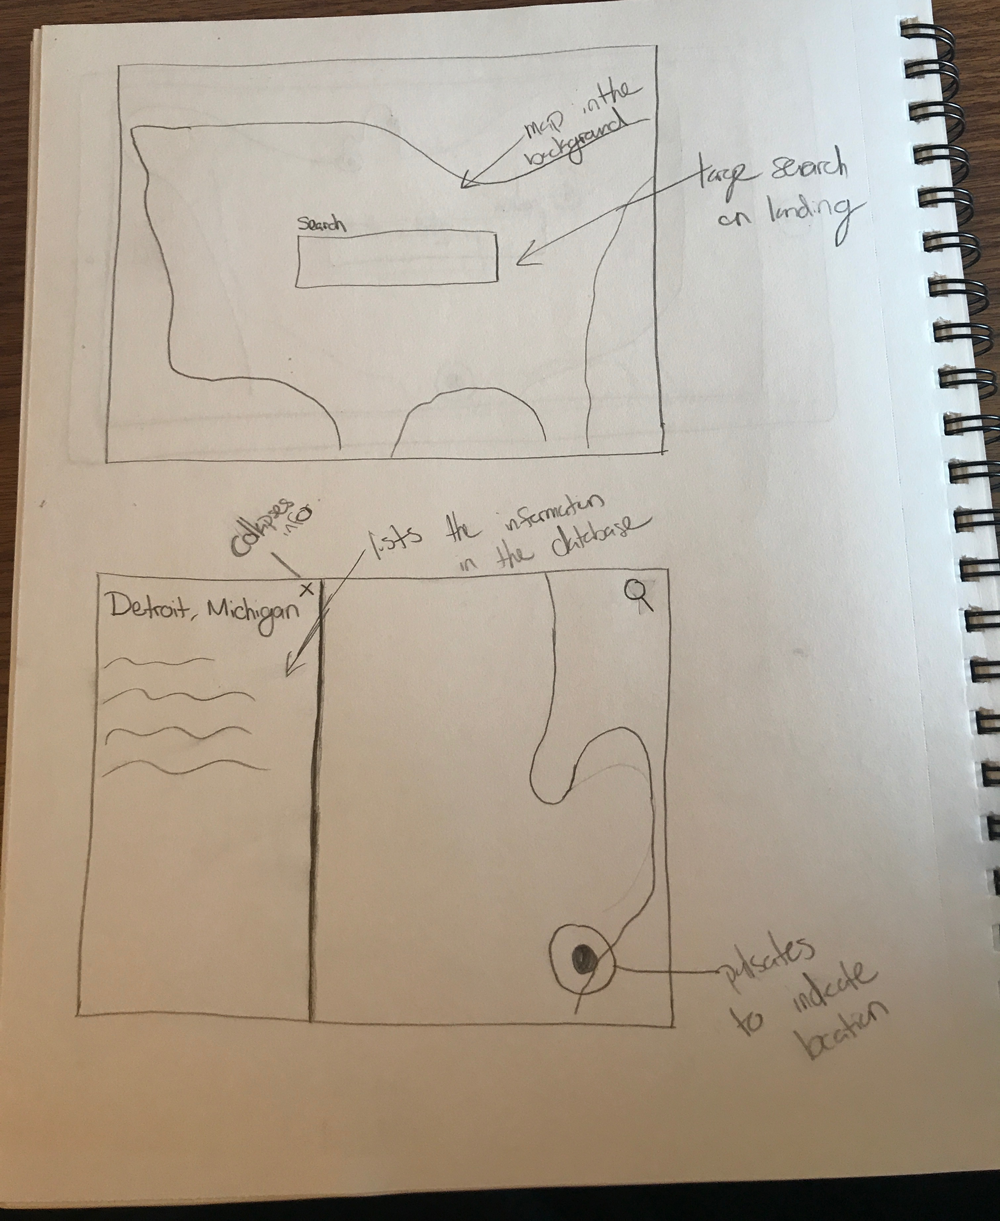 map in the
background
large search
on landing
Search
collapses
info
lists the information
in the database
x
Detroit, Michigan
pulsates
to indicate
location